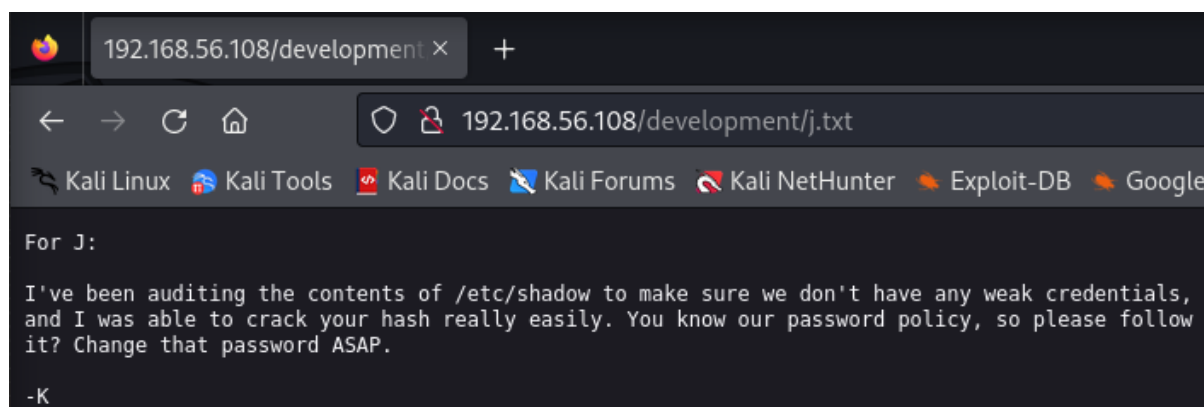 192.168.56.108/development
192.168.56.108/development/j.txt
Kali Linux Kali Tools Kali Docs Kali Forums Kali NetHunter Exploit-DB Google
For J:
I've been auditing the contents of /etc/shadow to make sure we don't have any weak credentials,
and I was able to crack your hash really easily. You know our password policy, so please follow
it? Change that password ASAP.
-K